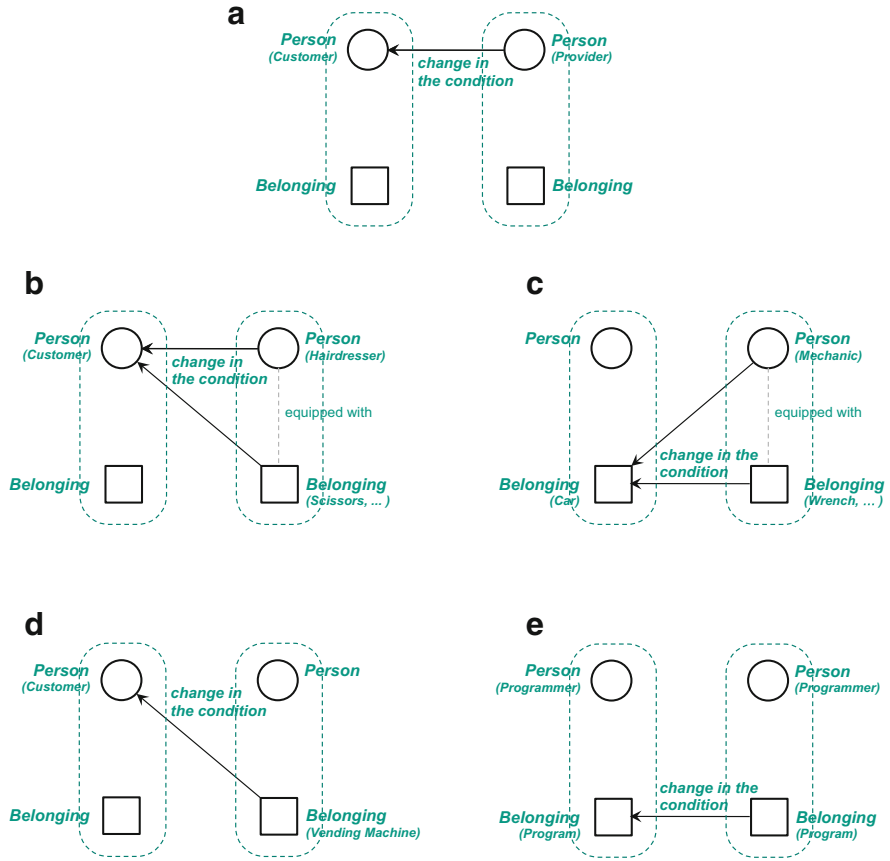 a
Person
(Customer)
change in
the condition
Person
(Provider)
Belonging
Belonging
b
Person
(Customer)
change in
the condition
Person
(Hairdresser)
equipped with
Belonging
Belonging
(Scissors, ... )
c
Person
Person
(Mechanic)
equipped with
change in the
condition
Belonging
(Car)
Belonging
(Wrench, ... )
d
Person
(Customer)
change in
the condition
Person
Belonging
Belonging
(Vending Machine)
e
Person
(Programmer)
Person
(Programmer)
change in the
condition
Belonging
(Program)
Belonging
(Program)